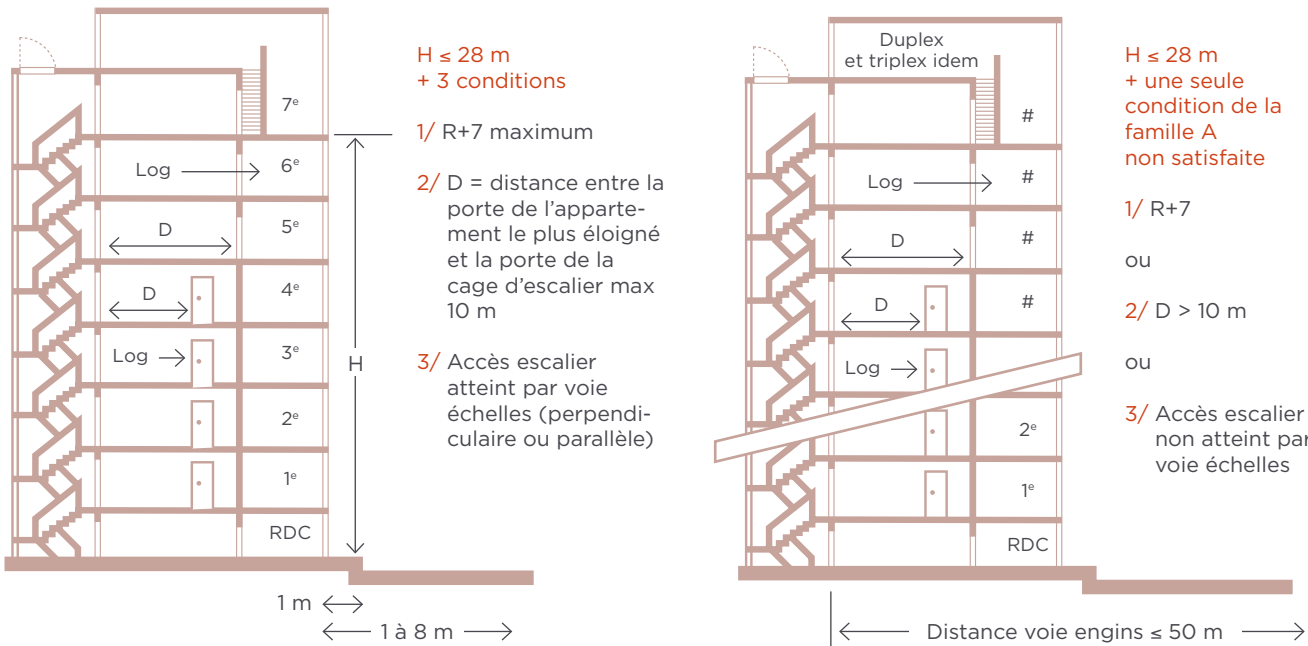 7e
6e
5e
4e
3e
2e
1e
RDC
Log
D
D
Log
H
1 m
1 à 8 m
H ≤ 28 m
+ 3 conditions
1/ R+7 maximum
2/ D = distance entre la
porte de l’apparte-
ment le plus éloigné
et la porte de la
cage d’escalier max
10 m
3/ Accès escalier
atteint par voie
échelles (perpendi-
culaire ou parallèle)
Duplex
et triplex idem
#
#
#
#
2e
1e
RDC
Log
D
D
Log
Distance voie engins ≤ 50 m
H ≤ 28 m
+ une seule
condition de la
famille A
non satisfaite
1/ R+7
ou
2/ D > 10 m
ou
3/ Accès escalier
non atteint par
voie échelles